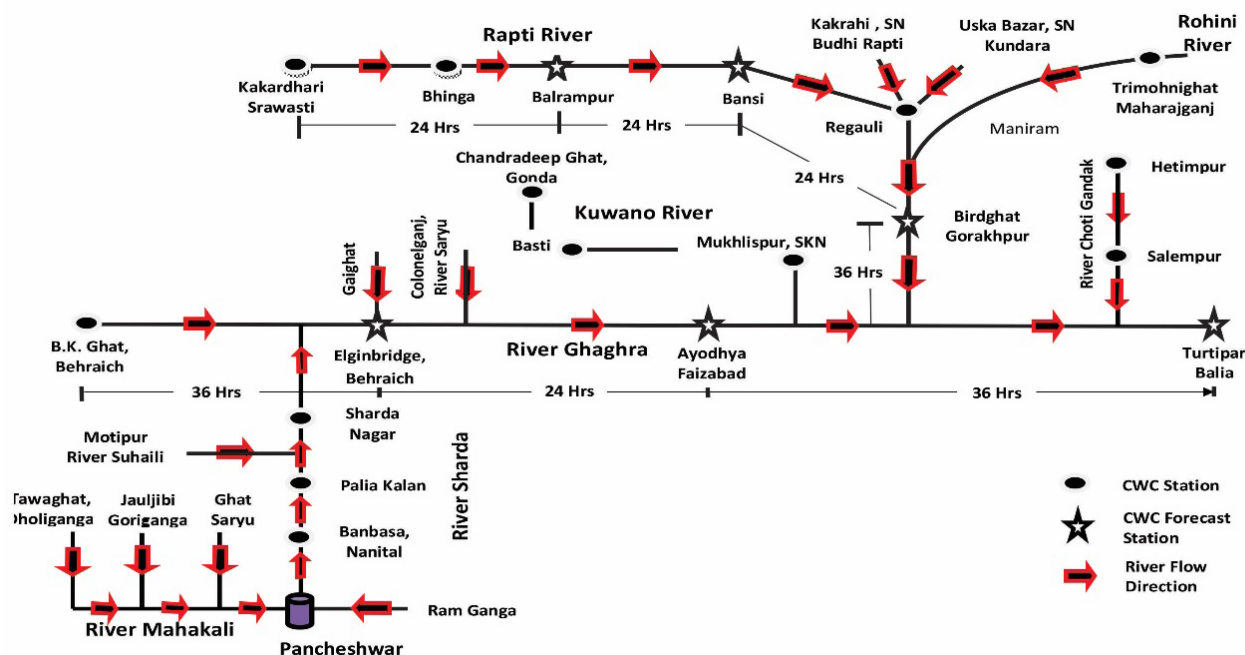 Rapti River
Kakrahi , SN
Budhi Rapti
Uska Bazar, SN
Kundara
Rohini
River
Kakardhari
Srawasti
Bhinga
Balrampur
Bansi
Regauli
Trimohnighat
Maharajganj
Maniram
24 Hrs
24 Hrs
24 Hrs
Chandradeep Ghat,
Gonda
Kuwano River
Basti
Mukhlispur, SKN
Birdghat
Gorakhpur
36 Hrs
River Choti Gandak
Hetimpur
Salempur
Gaighat
Colonelganj,
River Saryu
B.K. Ghat,
Behraich
Elginbridge,
Behraich
River Ghaghra
Ayodhya
Faizabad
Turtipar
Balia
36 Hrs
24 Hrs
36 Hrs
Sharda
Nagar
Motipur
River Suhaili
River Sharda
Palia Kalan
Tawaghat,
Dholiganga
Jauljibi
Goriganga
Ghat
Saryu
Banbasa,
Nanital
River Mahakali
Ram Ganga
Pancheshwar
CWC Station
CWC Forecast
Station
River Flow
Direction